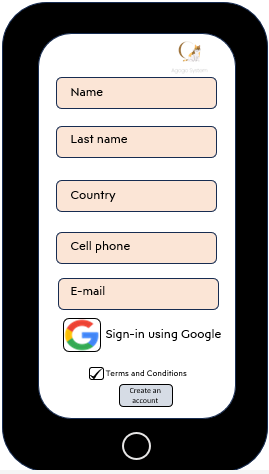 Name
Last name
Country
Cell phone
E-mail
Sign-in using Google
Terms and Conditions
Create an
account